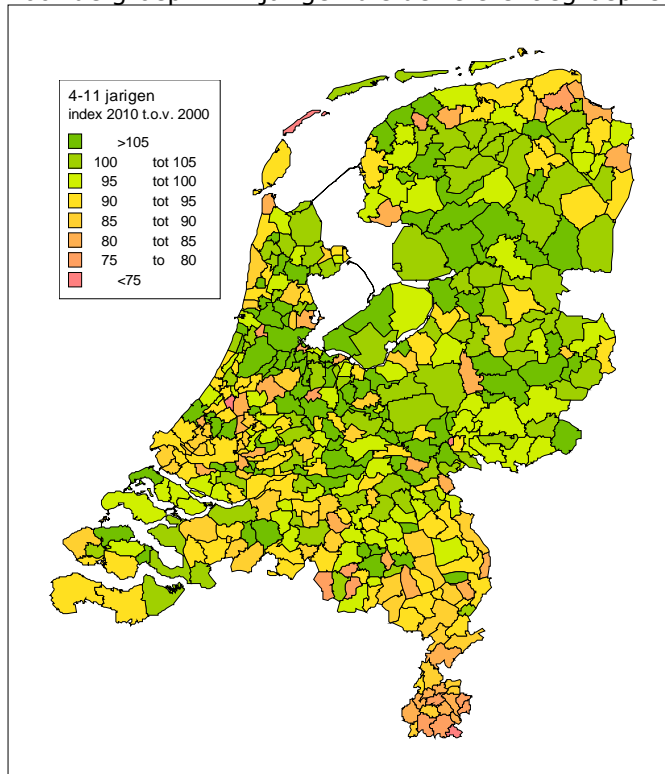 4-11 jarigen
index 2010 t.o.v. 2000
>105
100 tot 105
95 tot 100
90 tot 95
85 tot 90
80 tot 85
75 to 80
<75